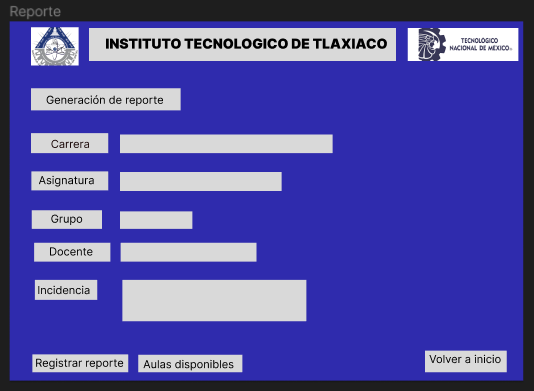 Reporte
INSTITUTO TECNOLOGICO DE TLAXIACO
TECNOLÓGICO
NACIONAL DE MÉXICO
Generación de reporte
Carrera
Asignatura
Grupo
Docente
Incidencia
Registrar reporte
Aulas disponibles
Volver a inicio